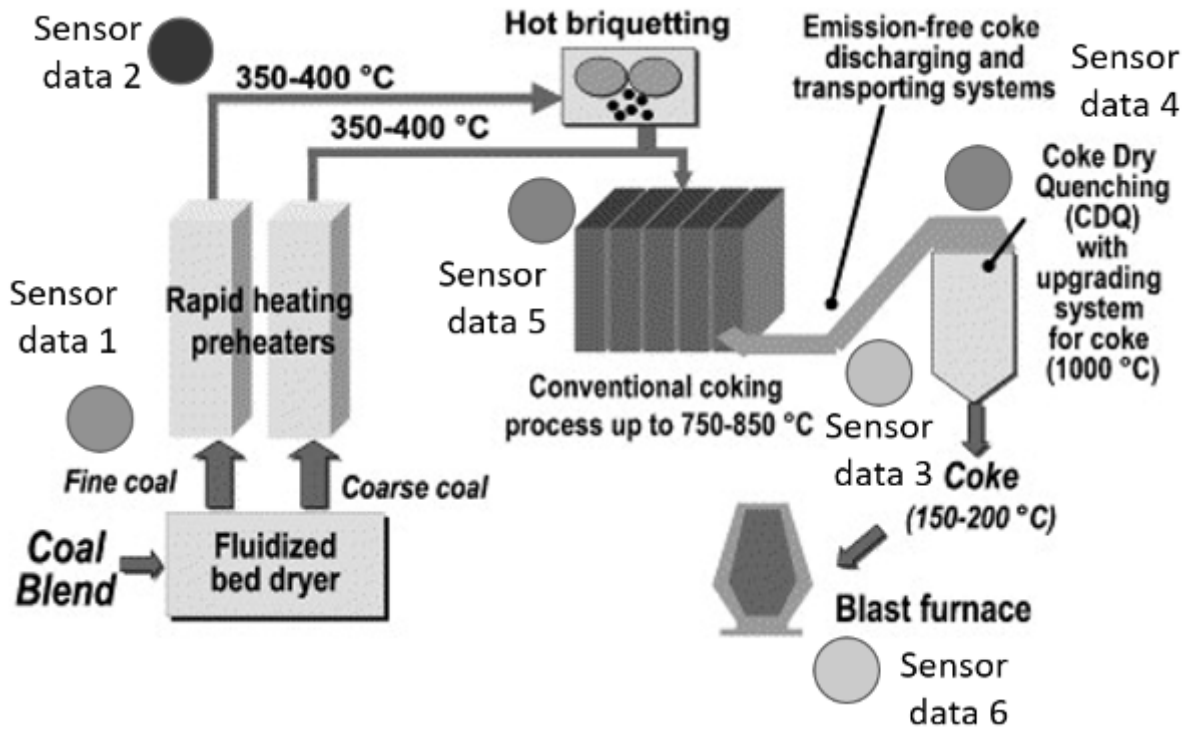 Sensor
data 2
350-400 °C
350-400 °C
Hot briquetting
Emission-free coke
discharging and
transporting systems
Sensor
data 4
Coke Dry
Quenching
(CDQ)
with
upgrading
system
for coke
(1000 °C)
Sensor
data 1
Rapid heating
preheaters
Sensor
data 5
Conventional coking
process up to 750-850 °C
Sensor
data 3
Fine coal
Coarse coal
Coke
(150-200 °C)
Coal
Blend
Fluidized
bed dryer
Blast furnace
Sensor
data 6